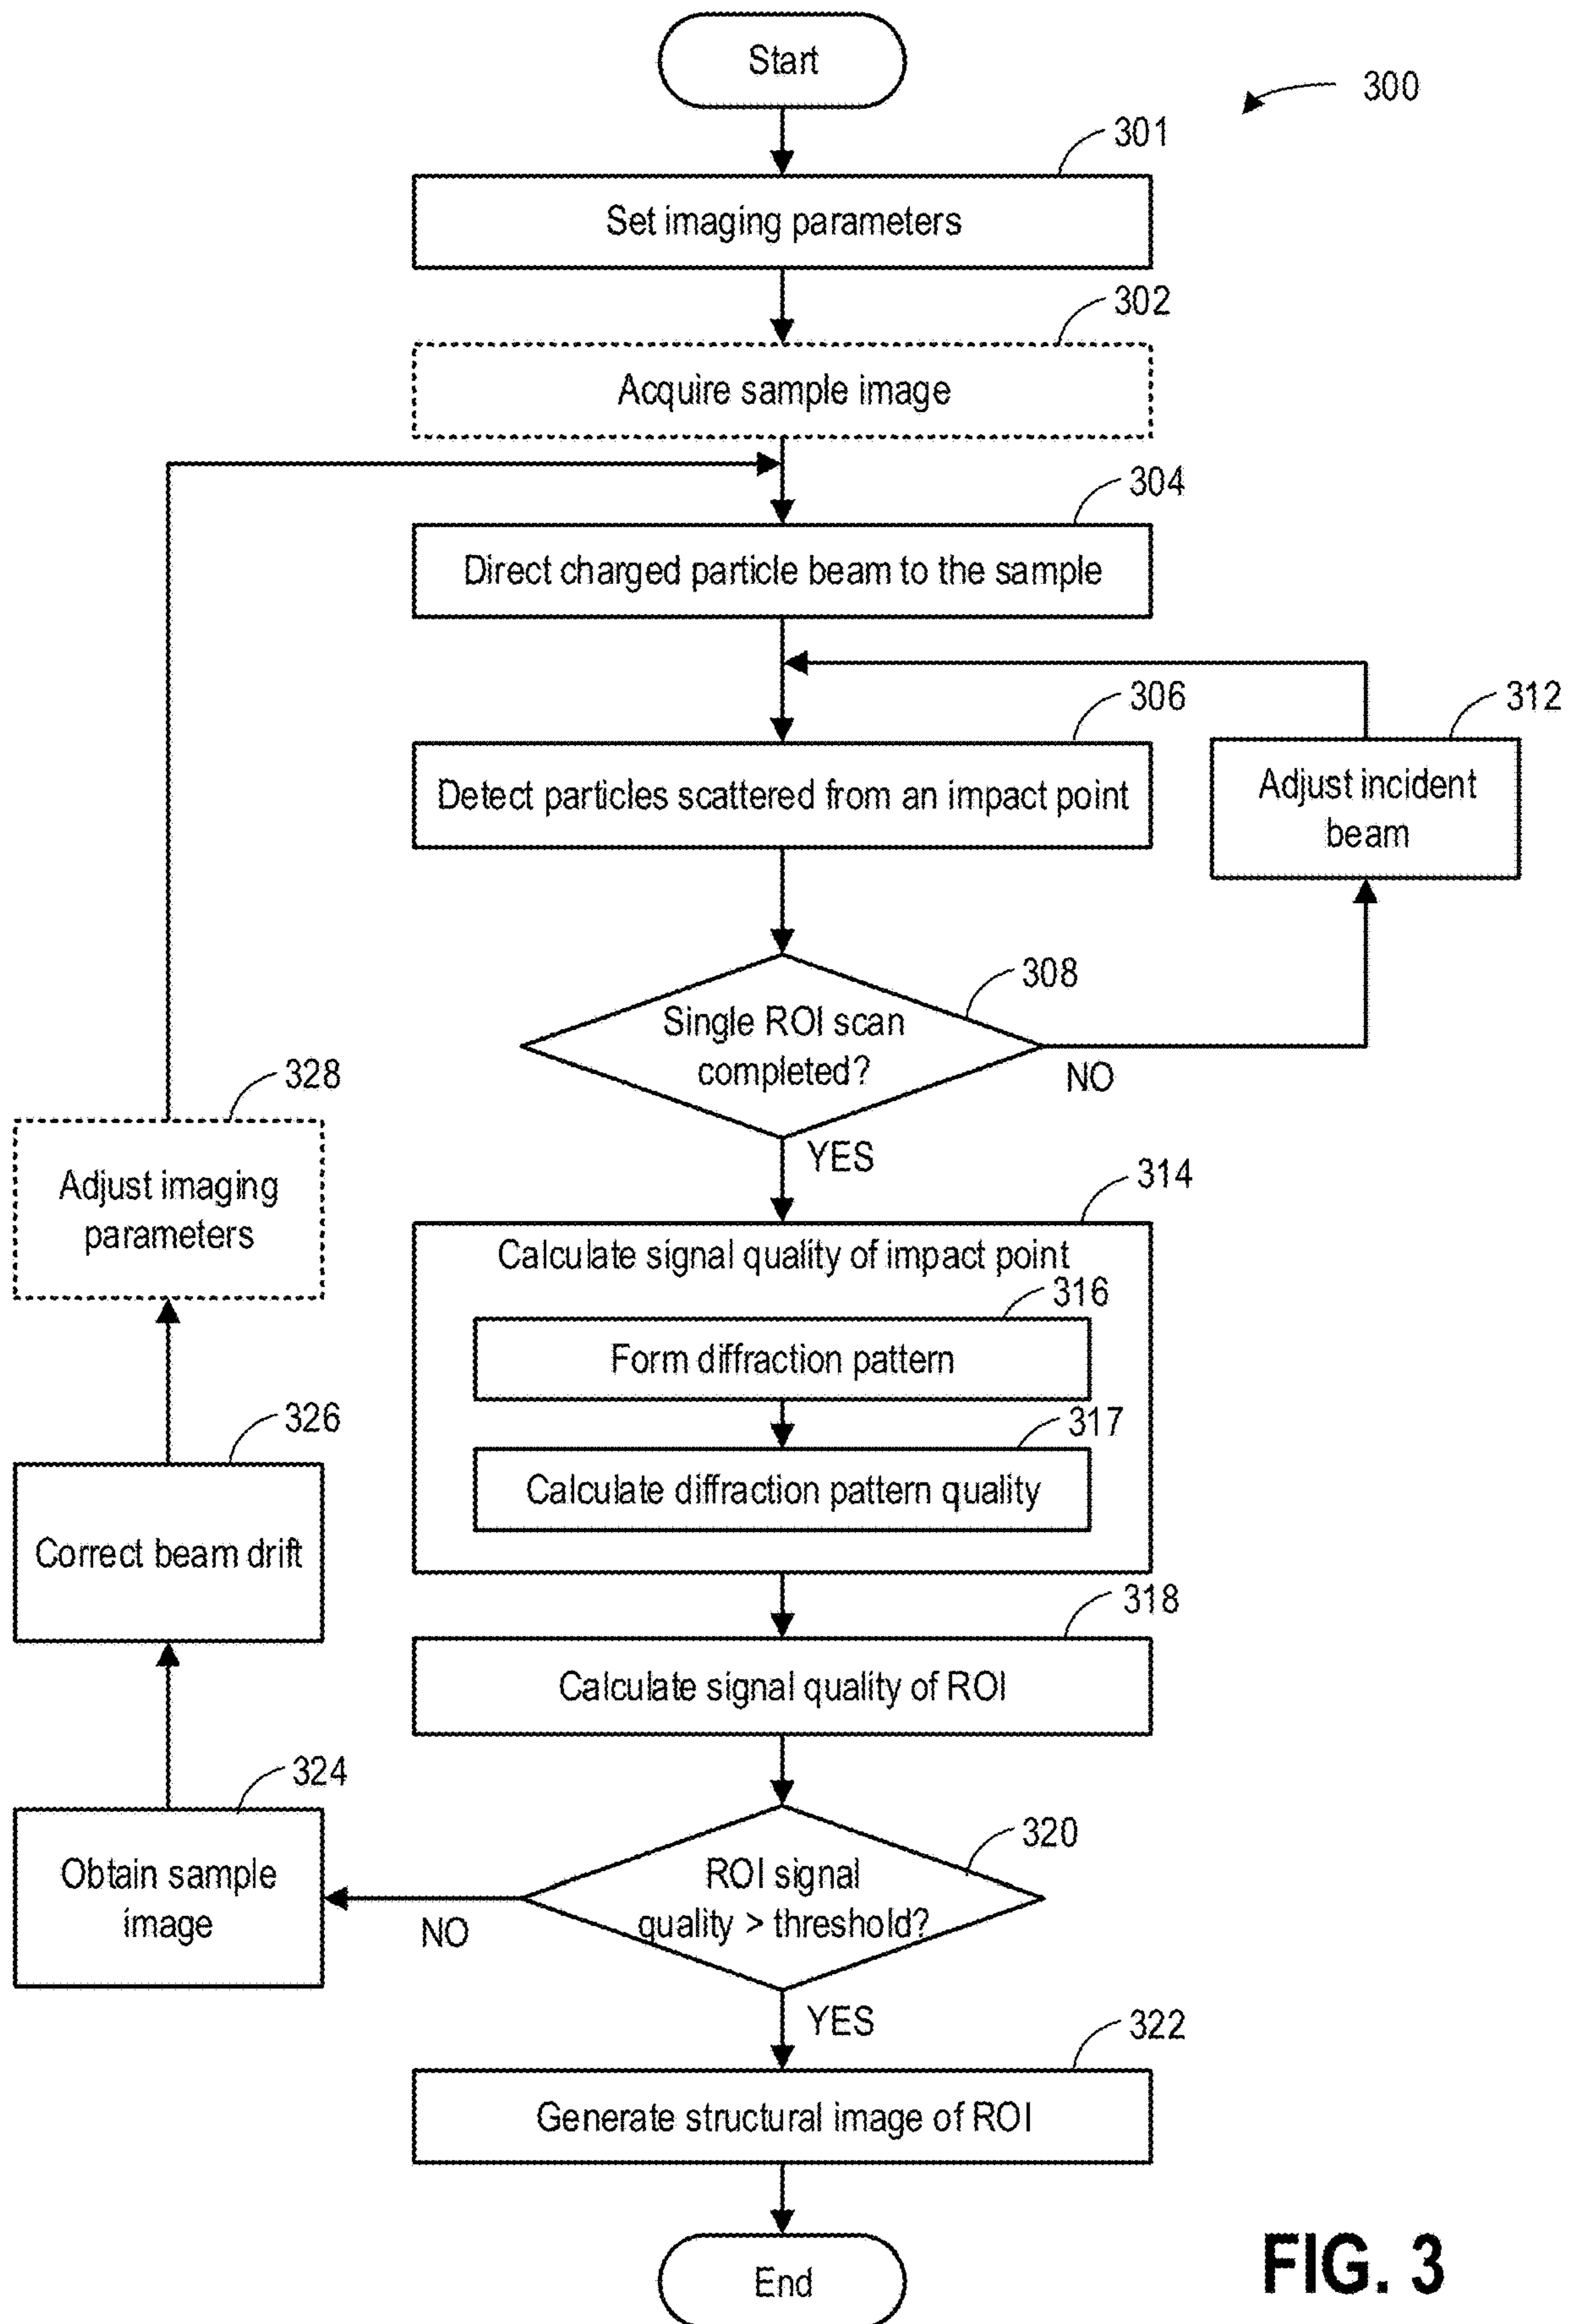 Start
300
301
Set imaging parameters
302
Acquire sample image
304
Direct charged particle beam to the sample
306
312
Detect particles scattered from an impact point
Adjust incident
beam
308
Single ROI scan
completed?
NO
YES
328
Adjust imaging
parameters
314
Calculate signal quality of impact point
316
Form diffraction pattern
317
Calculate diffraction pattern quality
326
Correct beam drift
318
Calculate signal quality of ROI
324
Obtain sample
image
320
ROI signal
quality > threshold?
NO
YES
322
Generate structural image of ROI
End
FIG. 3